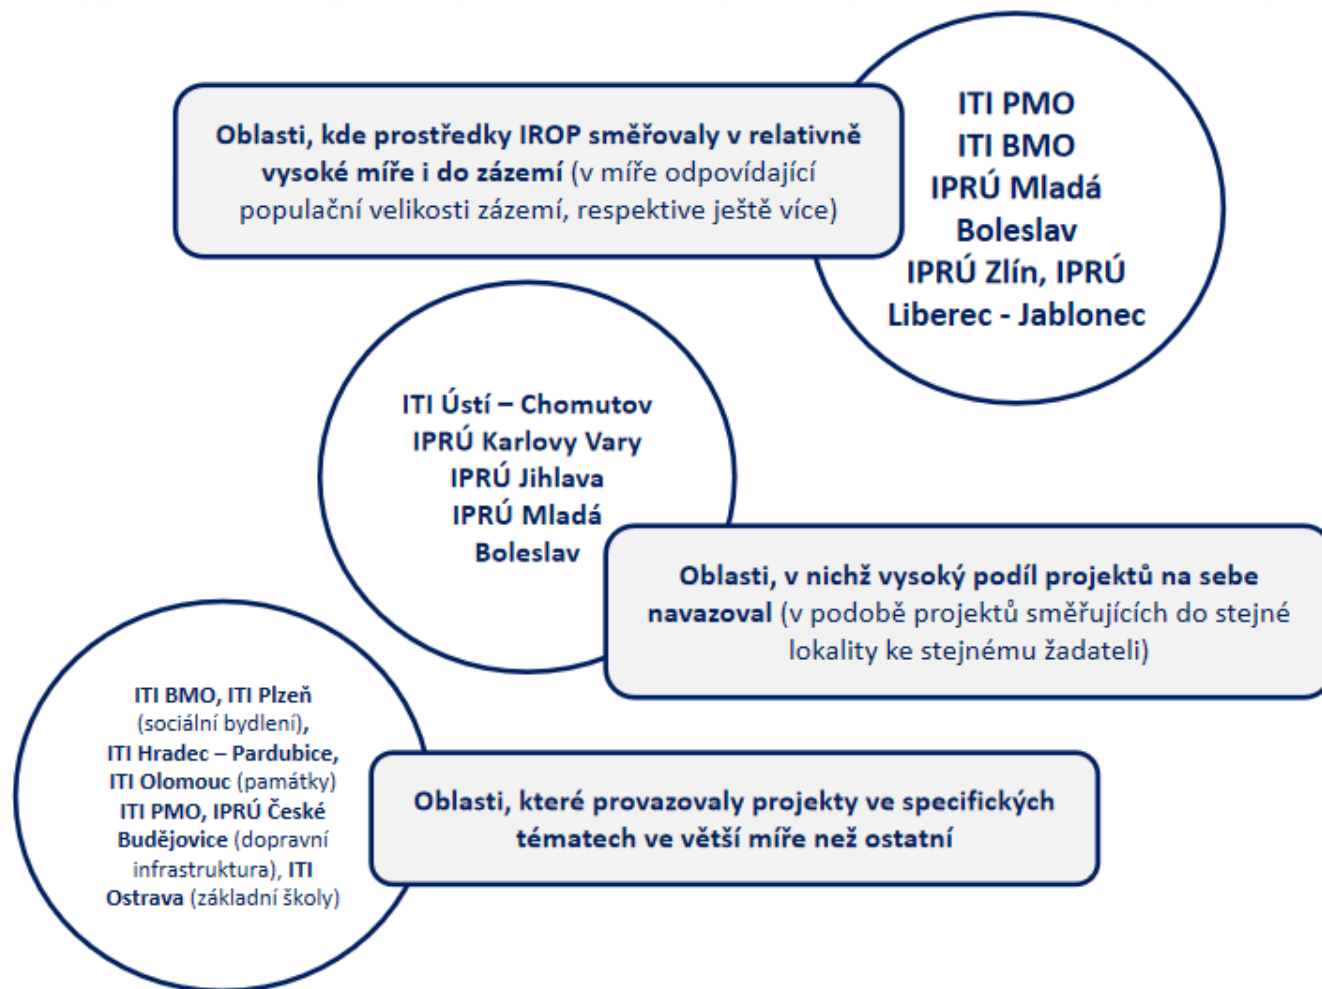 Oblasti, kde prostředky IROP směřovaly v relativně
vysoké míře i do zázemí (v míře odpovídající
populační velikosti zázemí, respektive ještě více)
ITI PMO
ITI BMO
IPRÚ Mladá
Boleslav
IPRÚ Zlín, IPRÚ
Liberec - Jablonec
ITI Ústí – Chomutov
IPRÚ Karlovy Vary
IPRÚ Jihlava
IPRÚ Mladá
Boleslav
Oblasti, v nichž vysoký podíl projektů na sebe
navazoval (v podobě projektů směřujících do stejné
lokality ke stejnému žadateli)
ITI BMO, ITI Plzeň
(sociální bydlení),
ITI Hradec – Pardubice,
ITI Olomouc (památky)
ITI PMO, IPRÚ České
Budějovice (dopravní
infrastruktura), ITI
Ostrava (základní školy)
Oblasti, které provazovaly projekty ve specifických
tématech ve větší míře než ostatní